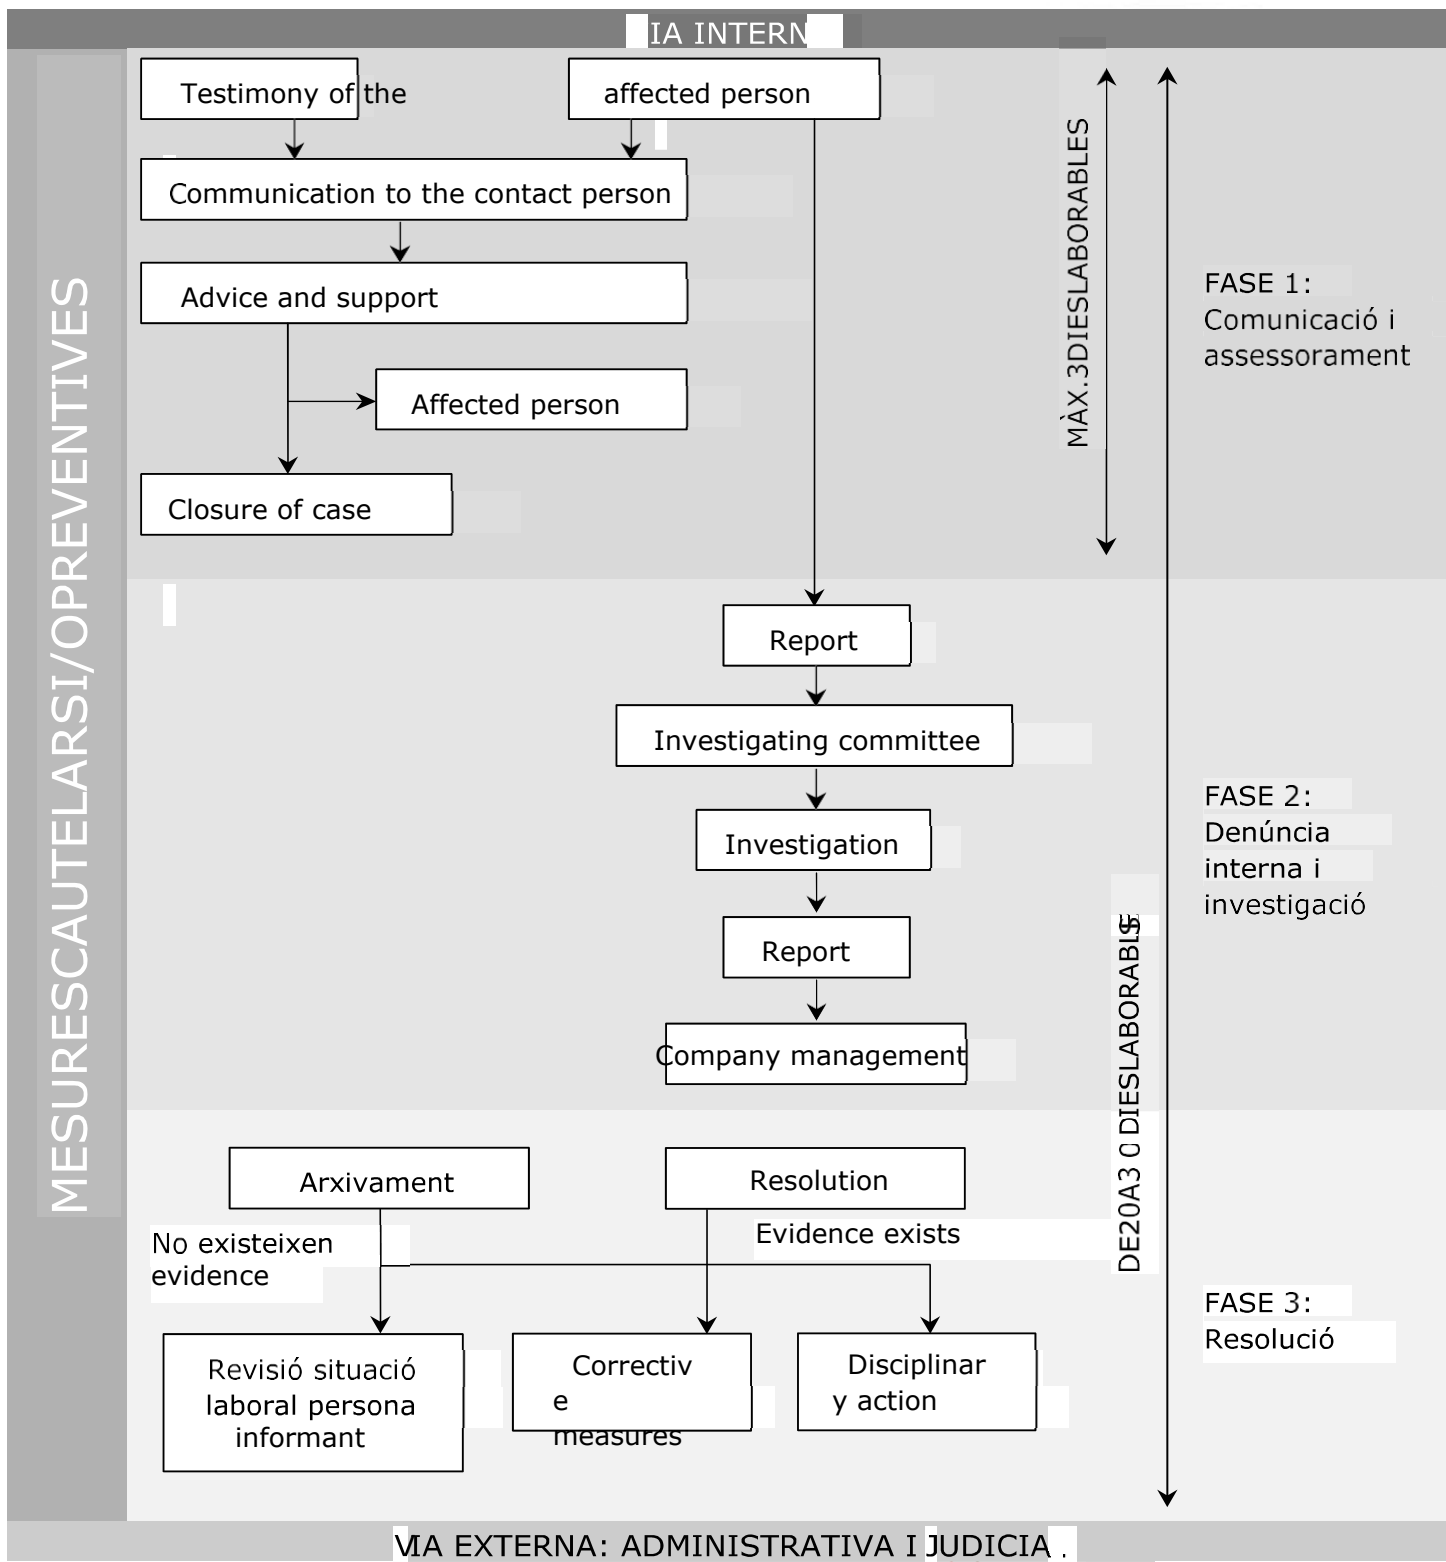 IA INTERN
Testimony of the
affected person
Communication to the contact person
Advice and support
Affected person
Closure of case
MÀX.3DIESLABORABLES
FASE 1:
Comunicació i
assessorament
MESURESCAUTELARSI/OPREVENTIVES
Report
Investigating committee
Investigation
Report
Company management
FASE 2:
Denúncia
interna i
investigació
Arxivament
Resolution
No existeixen
evidence
Evidence exists
Revisió situació
laboral persona
informant
Correctiv
e
measures
Disciplinar
y action
FASE 3:
Resolució
VIA EXTERNA: ADMINISTRATIVA I JUDICIA